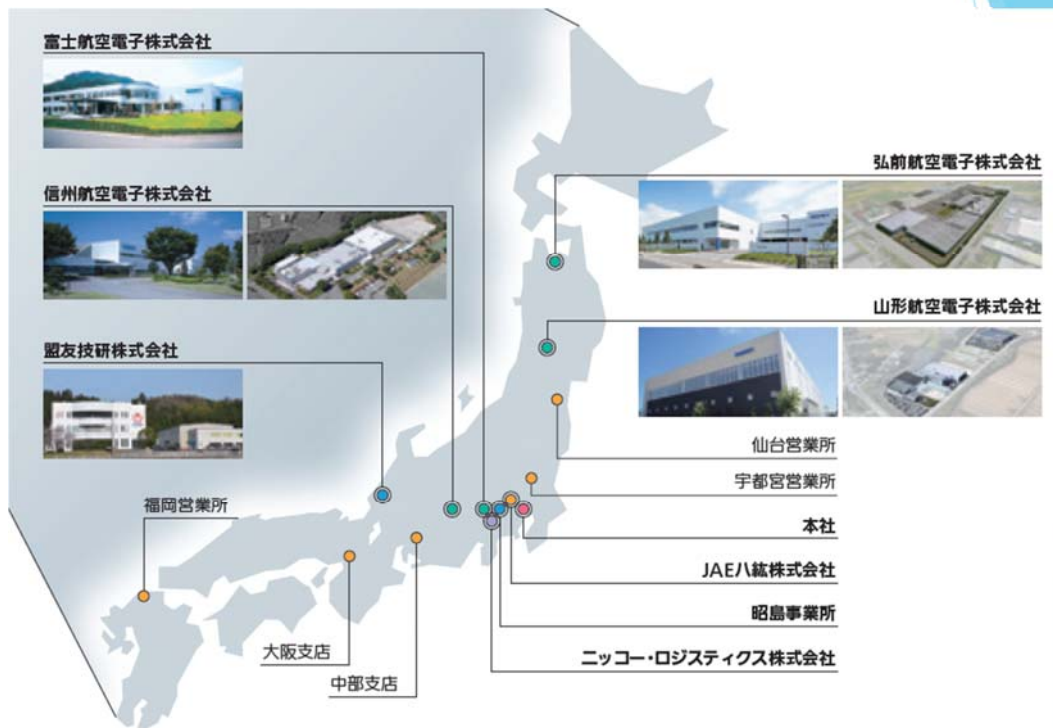 富士航空電子株式会社
信州航空電子株式会社
盟友技研株式会社
福岡営業所
大阪支店
中部支店
弘前航空電子株式会社
山形航空電子株式会社
仙台営業所
宇都宮営業所
本社
JAE八紘株式会社
昭島事業所
ニッコー・ロジスティクス株式会社